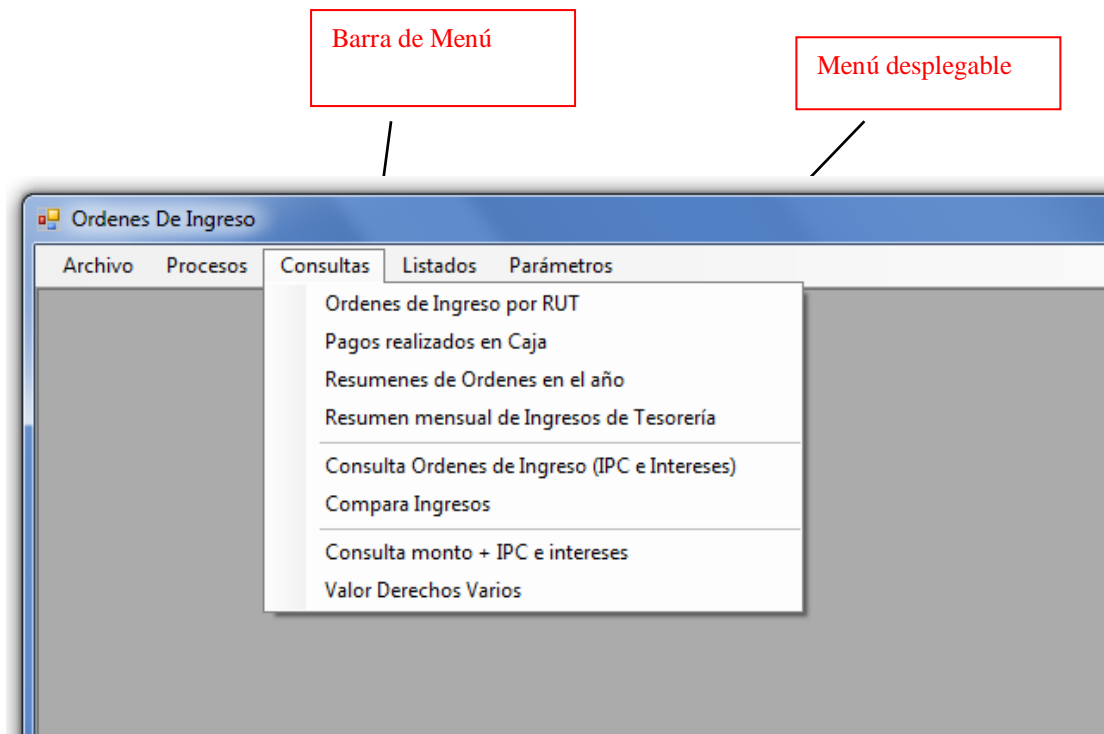 Barra de Menú
Menú desplegable
Ordenes De Ingreso
Archivo Procesos Consultas Listados Parámetros
Ordenes de Ingreso por RUT
Pagos realizados en Caja
Resumenes de Ordenes en el año
Resumen mensual de Ingresos de Tesorería
Consulta Ordenes de Ingreso (IPC e Intereses)
Compara Ingresos
Consulta monto + IPC e intereses
Valor Derechos Varios